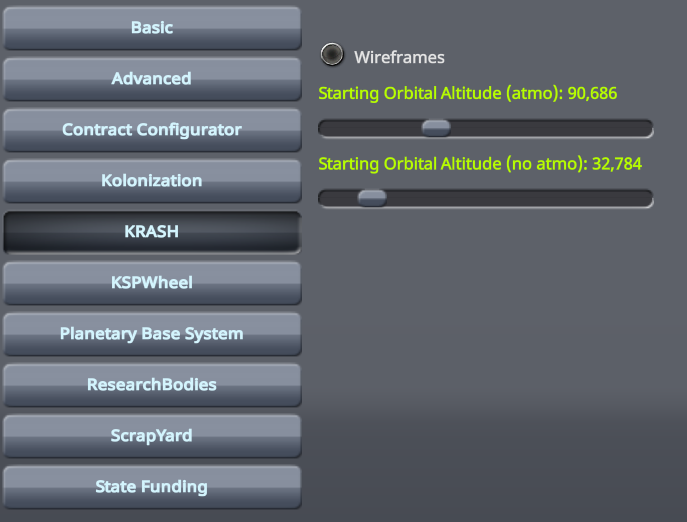 Basic
Advanced
Contract Configurator
Kolonization
KRASH
KSPWheel
Planetary Base System
ResearchBodies
ScrapYard
State Funding
Wireframes
Starting Orbital Altitude (atmo): 90,686
Starting Orbital Altitude (no atmo): 32,784